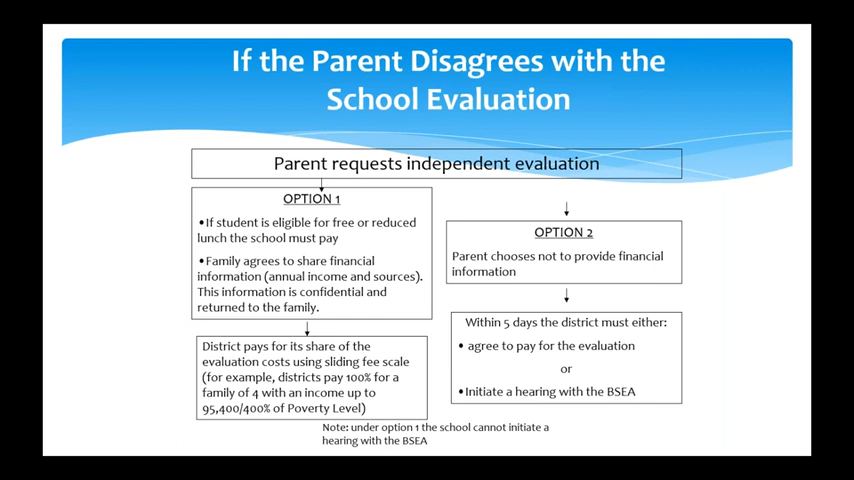 If the Parent Disagrees with the
School Evaluation
Parent requests independent evaluation
OPTION 1
•If student is eligible for free or reduced
lunch the school must pay
•Family agrees to share financial
information (annual income and sources).
This information is confidential and
returned to the family.
District pays for its share of the
evaluation costs using sliding fee scale
(for example, districts pay 100% for a
family of 4 with an income up to
95,400/400% of Poverty Level)
OPTION 2
Parent chooses not to provide financial
information
Within 5 days the district must either:
• agree to pay for the evaluation
or
•Initiate a hearing with the BSEA
Note: under option 1 the school cannot initiate a
hearing with the BSEA